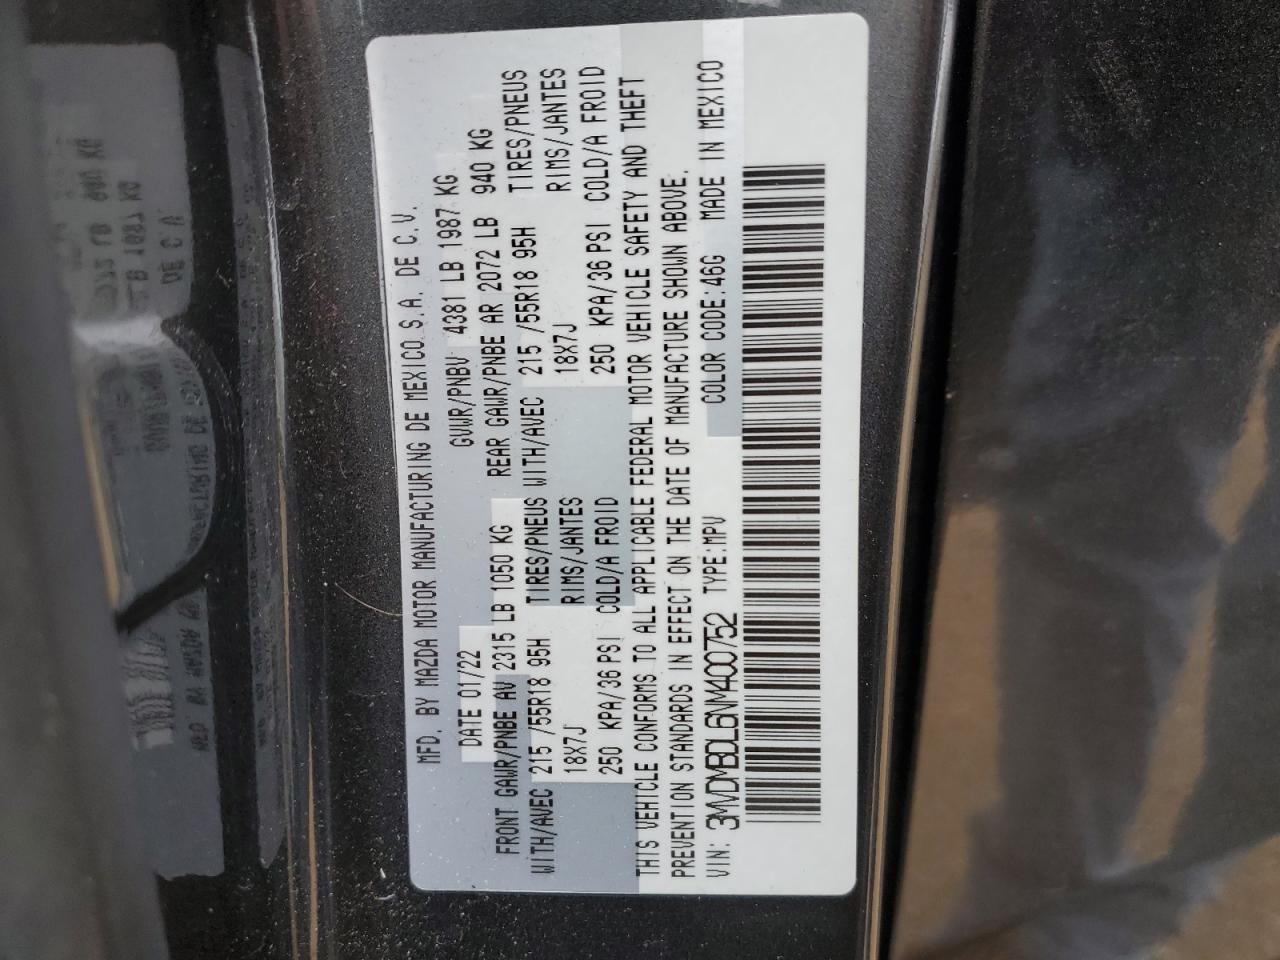 MFD. BY MAZDA MOTOR MANUFACTURING DE MEXICO S.A. DE C.V.
DATE 01/22 GVWR/PNBV 4381 LB 1987 KG
FRONT GAWR/PNBE AV 2315 LB 1050 KG REAR GAWR/PNBE AR 2072 LB 940 KG
WITH/AVEC 215 /55R18 95H TIRES/PNEUS WITH/AVEC 215 /55R18 95H TIRES/PNEUS
18X7J RIMS/JANTES 18X7J RIMS/JANTES
250 KPA/36 PSI COLD/A FROID 250 KPA/36 PSI COLD/A FROID
THIS VEHICLE CONFORMS TO ALL APPLICABLE FEDERAL MOTOR VEHICLE SAFETY AND THEFT
PREVENTION STANDARDS IN EFFECT ON THE DATE OF MANUFACTURE SHOWN ABOVE.
VIN: 3MVDMBDL6NM400752 TYPE:MPV COLOR CODE:46G MADE IN MEXICO